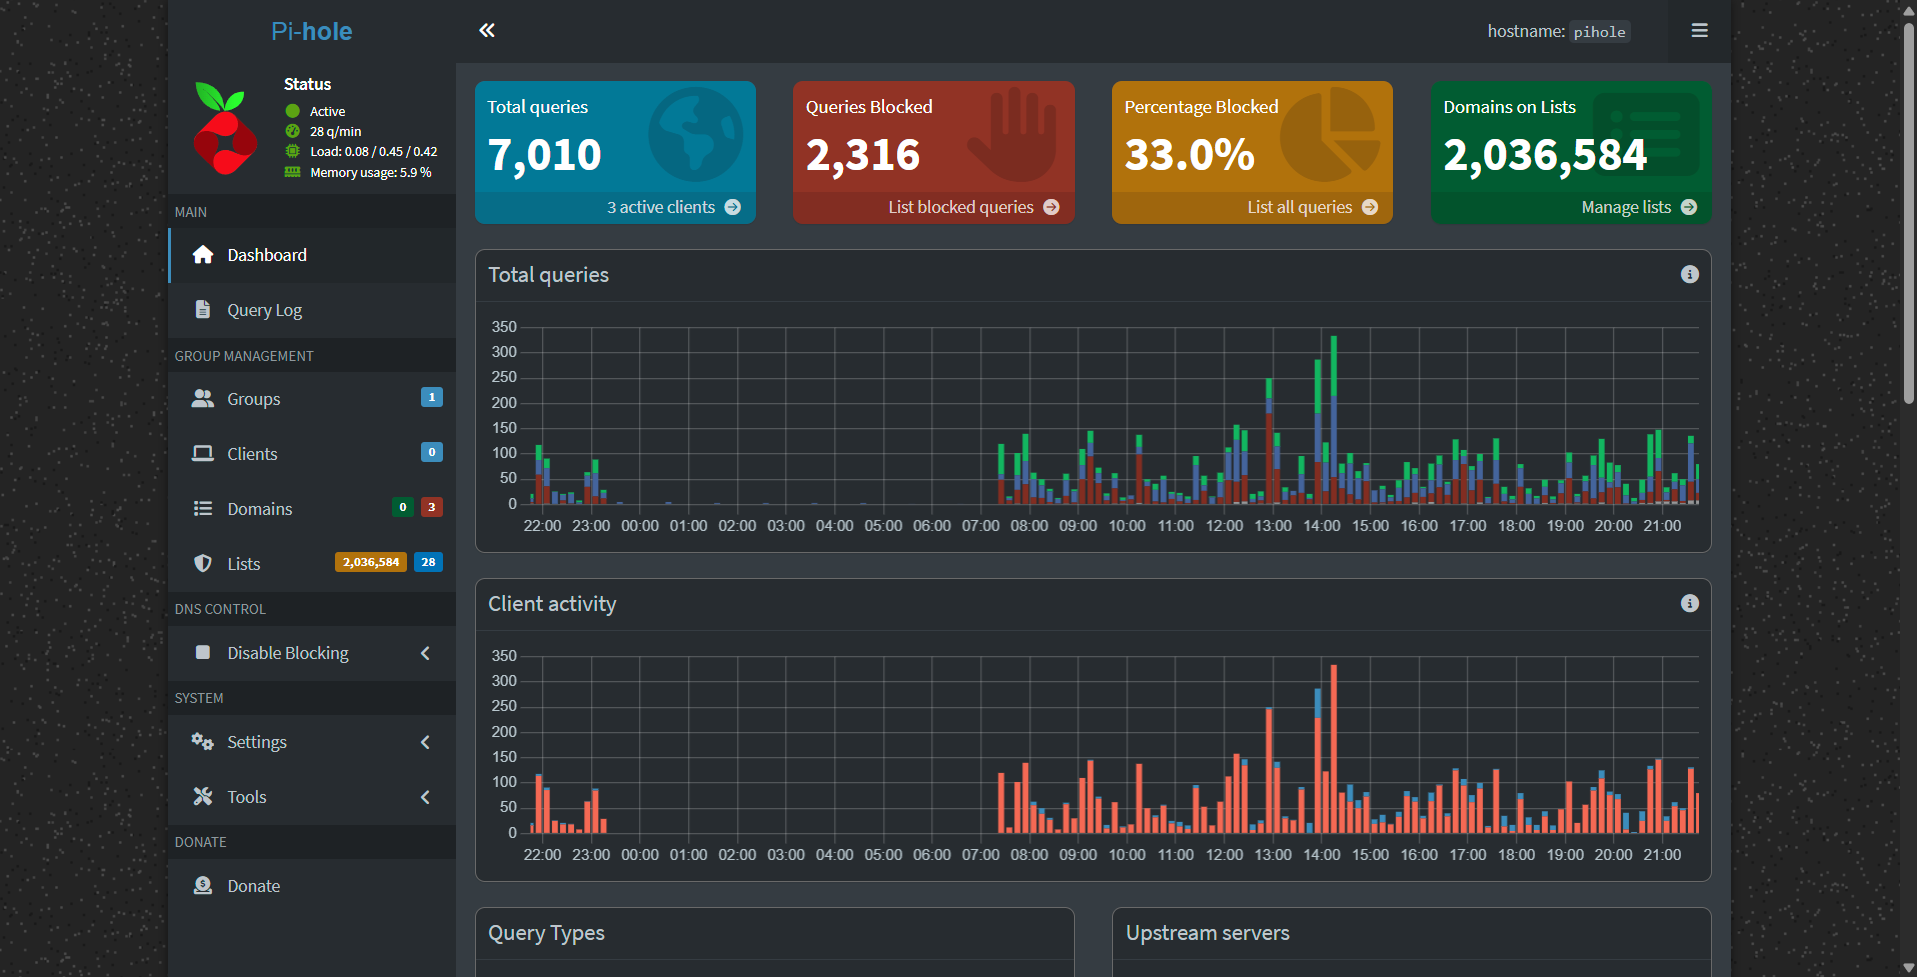 Pi-hole
hostname: pihole
Status
Active
28 q/min
Load: 0.08 / 0.45 / 0.42
Memory usage: 5.9 %
MAIN
Dashboard
Query Log
GROUP MANAGEMENT
Groups 1
Clients 0
Domains 0 3
Lists 2,036,584 28
DNS CONTROL
Disable Blocking
SYSTEM
Settings
Tools
DONATE
Donate
Total queries
7,010
3 active clients
Queries Blocked
2,316
List blocked queries
Percentage Blocked
33.0%
List all queries
Domains on Lists
2,036,584
Manage lists
Total queries
350
300
250
200
150
100
50
0
22:00 23:00 00:00 01:00 02:00 03:00 04:00 05:00 06:00 07:00 08:00 09:00 10:00 11:00 12:00 13:00 14:00 15:00 16:00 17:00 18:00 19:00 20:00 21:00
Client activity
350
300
250
200
150
100
50
0
22:00 23:00 00:00 01:00 02:00 03:00 04:00 05:00 06:00 07:00 08:00 09:00 10:00 11:00 12:00 13:00 14:00 15:00 16:00 17:00 18:00 19:00 20:00 21:00
Query Types
Upstream servers